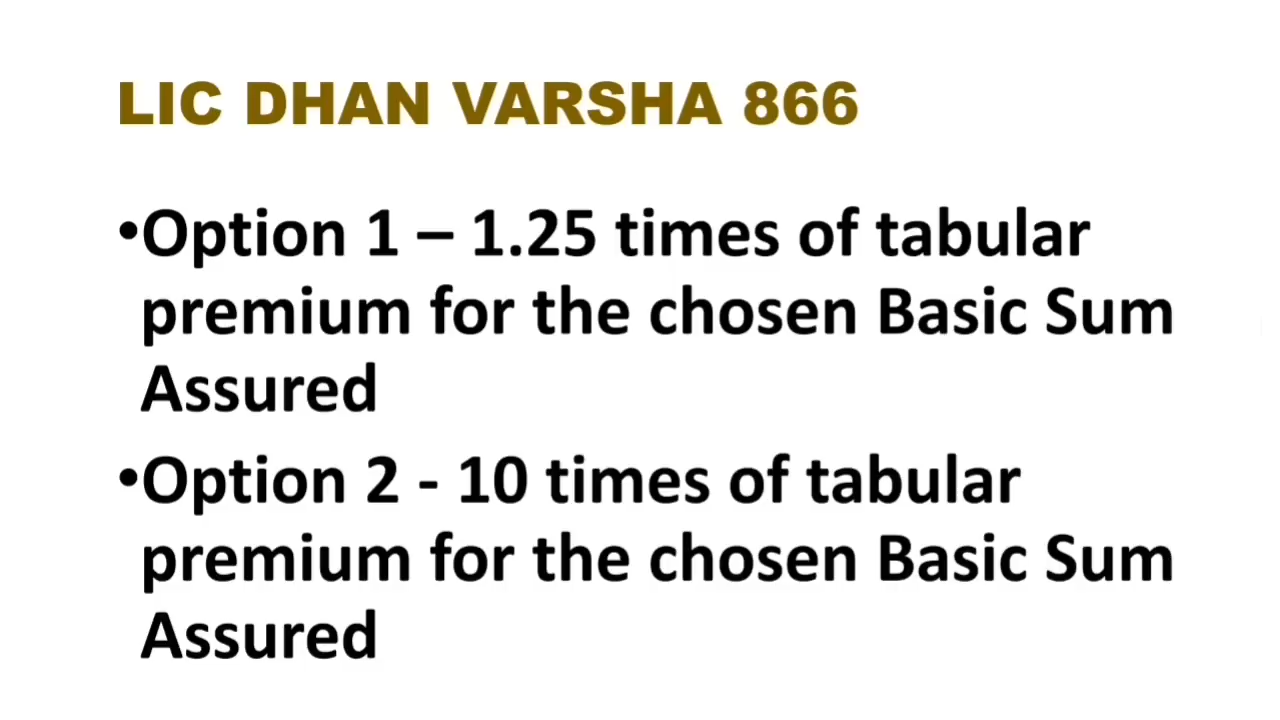 LIC DHAN VARSHA 866
•Option 1 – 1.25 times of tabular
premium for the chosen Basic Sum
Assured
•Option 2 - 10 times of tabular
premium for the chosen Basic Sum
Assured